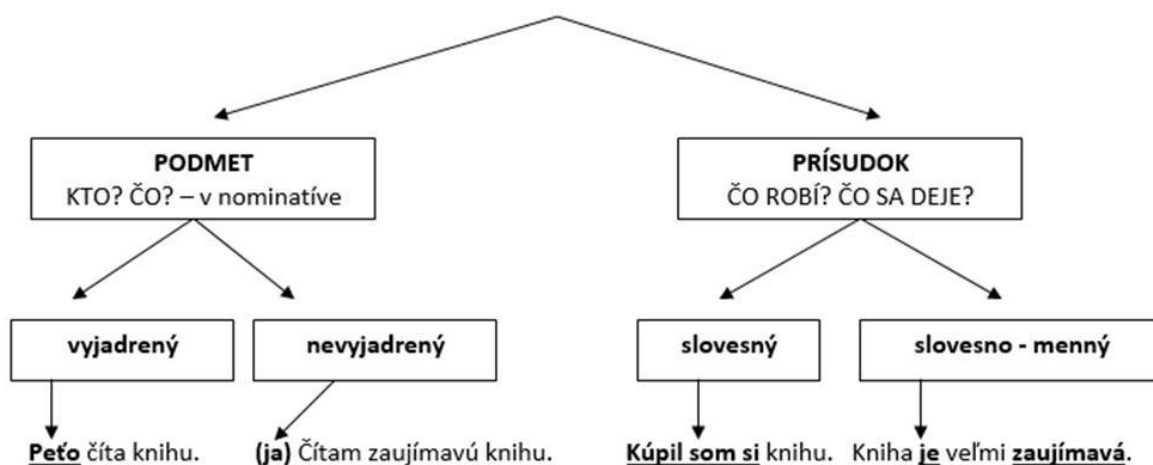 PODMET
KTO? ČO? – v nominatíve
PRÍSUDOK
ČO ROBÍ? ČO SA DEJE?
vyjadrený
nevyjadrený
slovesný
slovesno - menný
Peťo číta knihu.
(ja) Čítam zaujímavú knihu.
Kúpil som si knihu.
Kniha je veľmi zaujímavá.